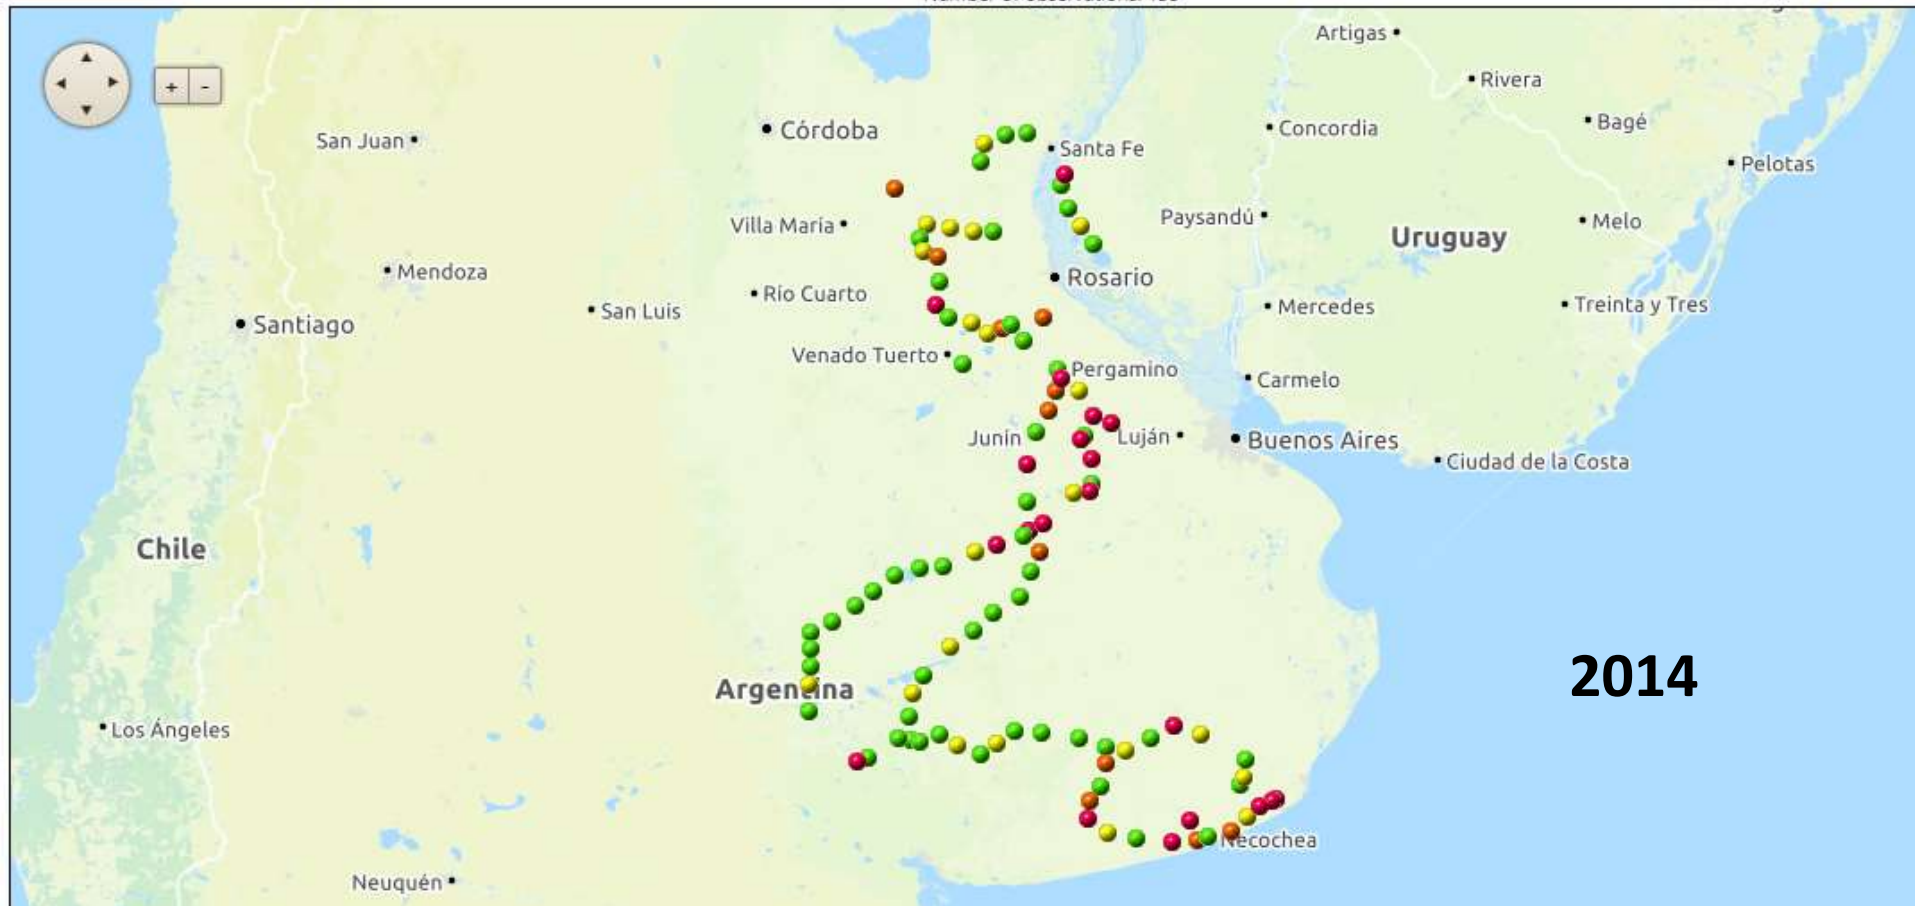 Artigas
Rivera
San Juan
Córdoba
Santa Fe
Concordia
Bagé
Pelotas
Villa María
Paysandú
Melo
Uruguay
Mendoza
Río Cuarto
Rosario
San Luis
Mercedes
Treinta y Tres
Santiago
Venado Tuerto
Pergamino
Carmelo
Junín
Luján
Buenos Aires
Ciudad de la Costa
Chile
Argentina
2014
Los Ángeles
Necochea
Neuquén